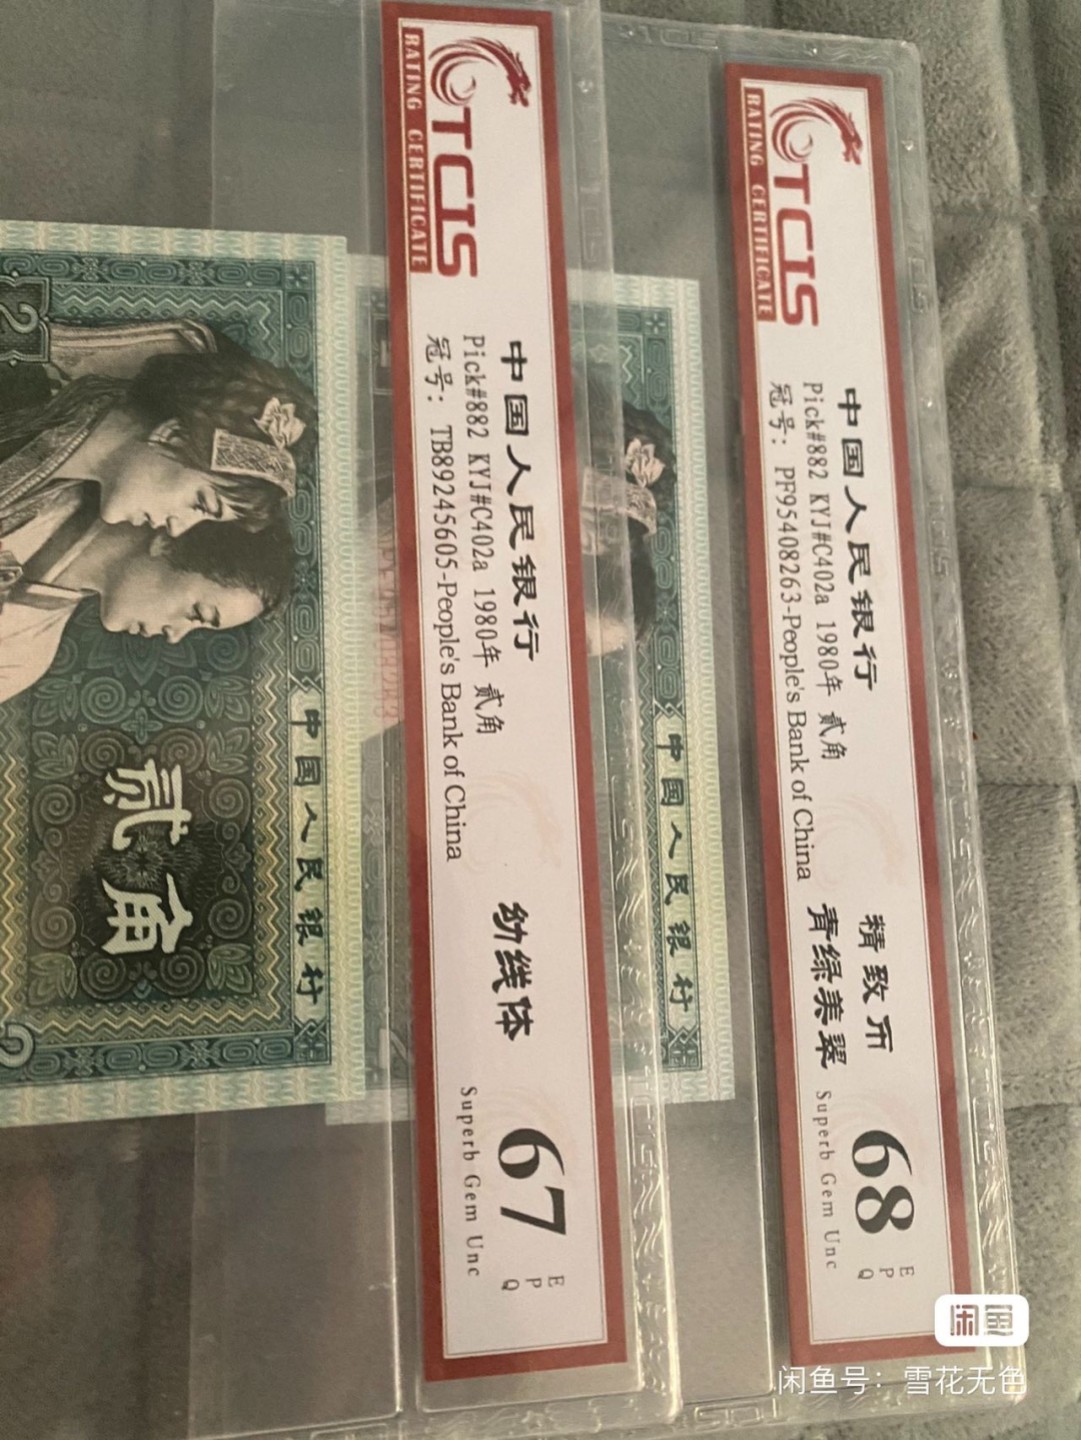 TCIS
RATING CERTIFICATE
中国人民银行
Pick#882 KYJ#C402a 1980年 贰角
冠号: PF95408263-People's Bank of China
精致币
青绿美翠
68
EPQ
Superb Gem Unc
TCIS
RATING CERTIFICATE
中国人民银行
Pick#882 KYJ#C402a 1980年 贰角
冠号: TB89245605-People's Bank of China
幼线体
67
EPQ
Superb Gem Unc
中国人民银行
中国人民银行
贰角
2
2
闲鱼
闲鱼号：雪花无色